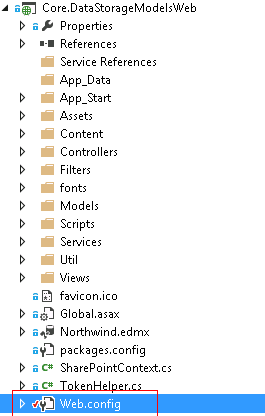 Core.DataStorageModelsWeb
Properties
References
Service References
App_Data
App_Start
Assets
Content
Controllers
Filters
fonts
Models
Scripts
Services
Util
Views
favicon.ico
Global.asax
Northwind.edmx
packages.config
C# SharePointContext.cs
C# TokenHelper.cs
Web.config